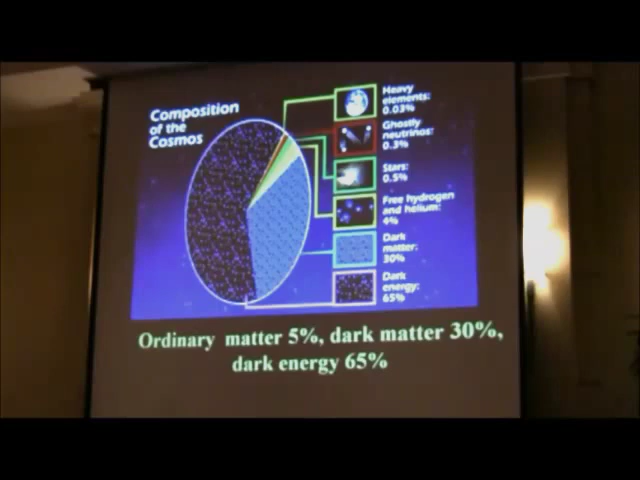 Composition
of the
Cosmos
Heavy
elements:
0.03%
Ghostly
neutrinos:
0.3%
Stars:
0.5%
Free hydrogen
and helium:
4%
Dark
matter:
30%
Dark
energy:
65%
Ordinary matter 5%, dark matter 30%,
dark energy 65%